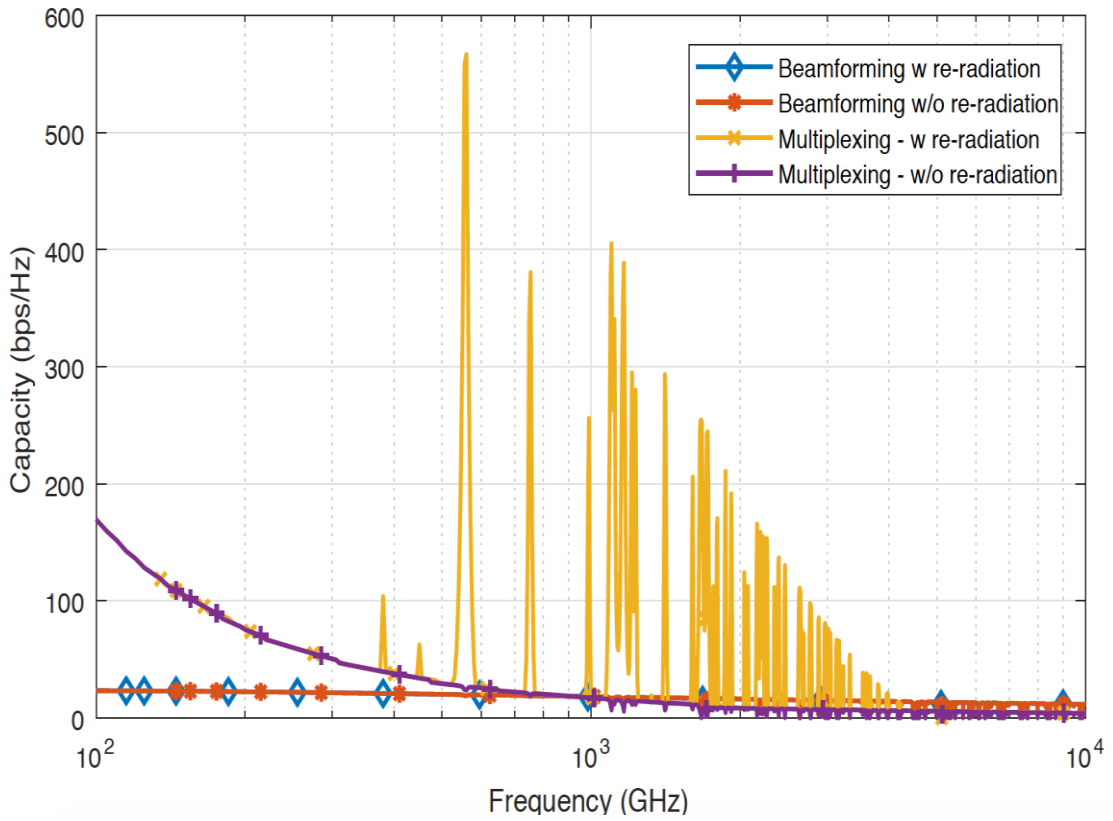 600
500
400
300
200
100
0
Capacity (bps/Hz)
Beamforming w re-radiation
Beamforming w/o re-radiation
Multiplexing - w re-radiation
Multiplexing - w/o re-radiation
10^2
10^3
10^4
Frequency (GHz)